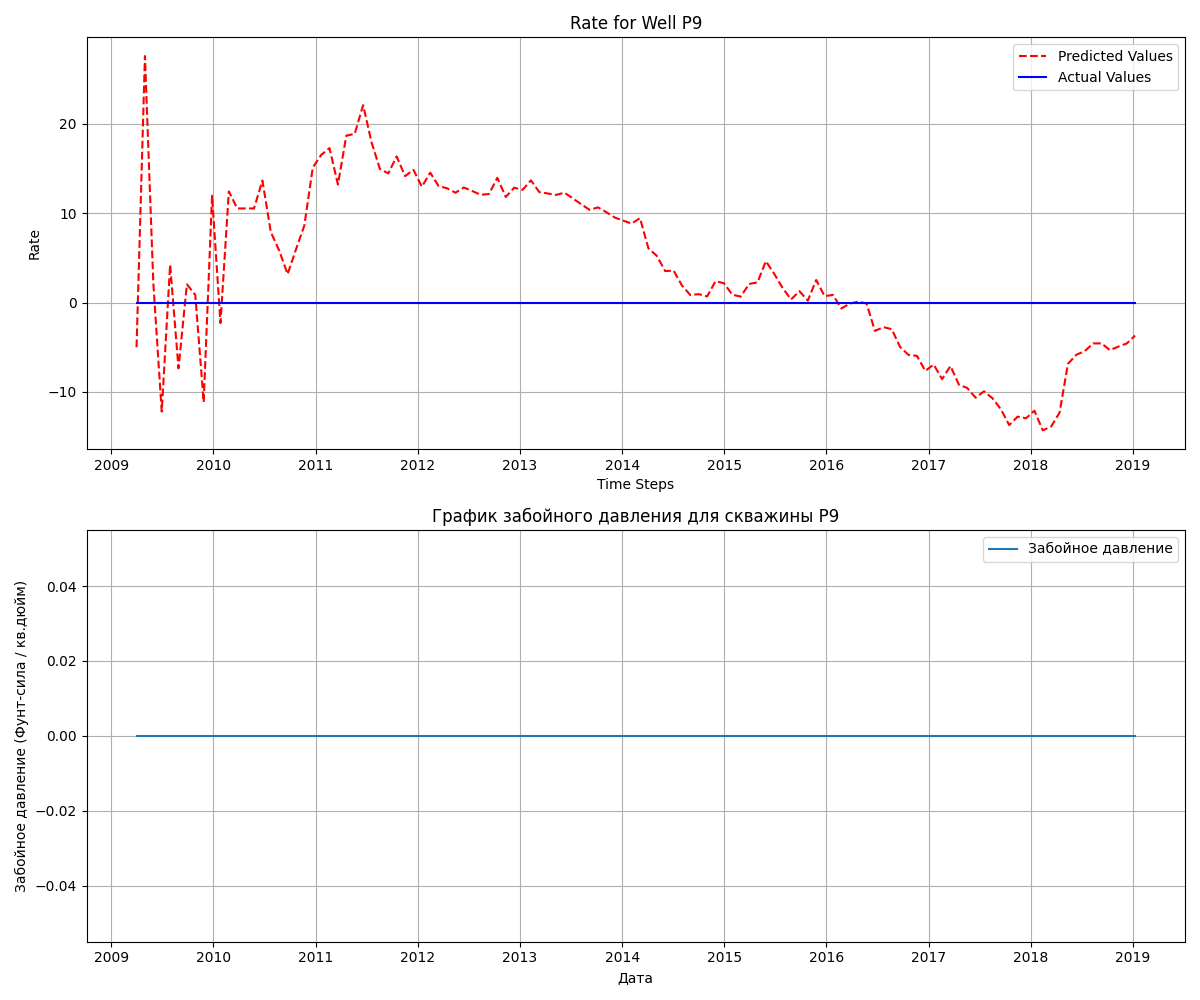 Rate for Well P9
Predicted Values
Actual Values
Rate
20
10
0
−10
2009 2010 2011 2012 2013 2014 2015 2016 2017 2018 2019
Time Steps
График забойного давления для скважины P9
Забойное давление
Забойное давление (Фунт-сила / кв.дюйм)
0.04
0.02
0.00
−0.02
−0.04
2009 2010 2011 2012 2013 2014 2015 2016 2017 2018 2019
Дата